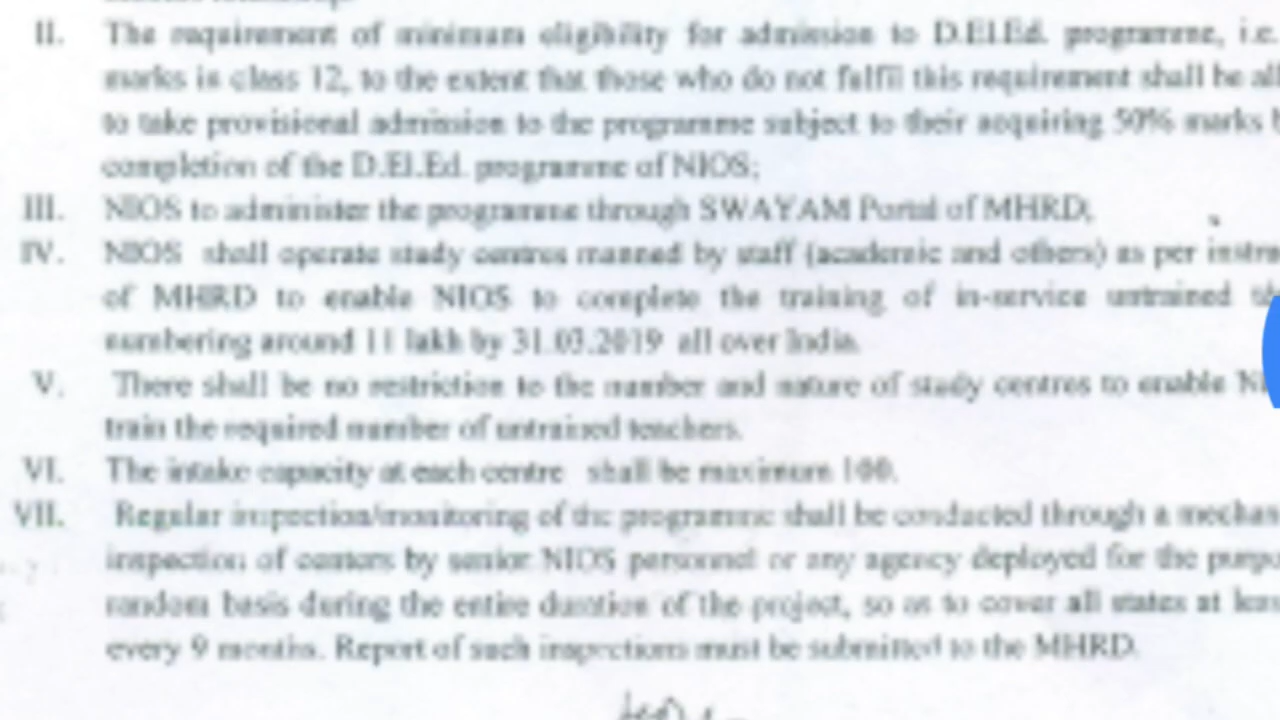 II. The requirement of minimum eligibility for admission to D.El.Ed. programme, i.e.
marks in class 12, to the extent that those who do not fulfil this requirement shall be all
to take provisional admission to the programme subject to their acquiring 50% marks b
completion of the D.El.Ed. programme of NIOS;
III. NIOS to administer the programme through SWAYAM Portal of MHRD,
IV. NIOS shall operate study centres manned by staff (academic and others) as per instru
of MHRD to enable NIOS to complete the training of in-service untrained
numbering around 11 lakh by 31.03.2019 all over India.
V. There shall be no restriction to the number and nature of study centres to enable NI
train the required number of untrained teachers.
VI. The intake capacity at each centre shall be maximum 100.
VII. Regular inspection/monitoring of the programme shall be conducted through a mechan
inspection of centers by senior NIOS personnel or any agency deployed for the purpo
random basis during the entire duration of the project, so as to cover all states at leas
every 9 months. Report of such inspections must be submitted to the MHRD.